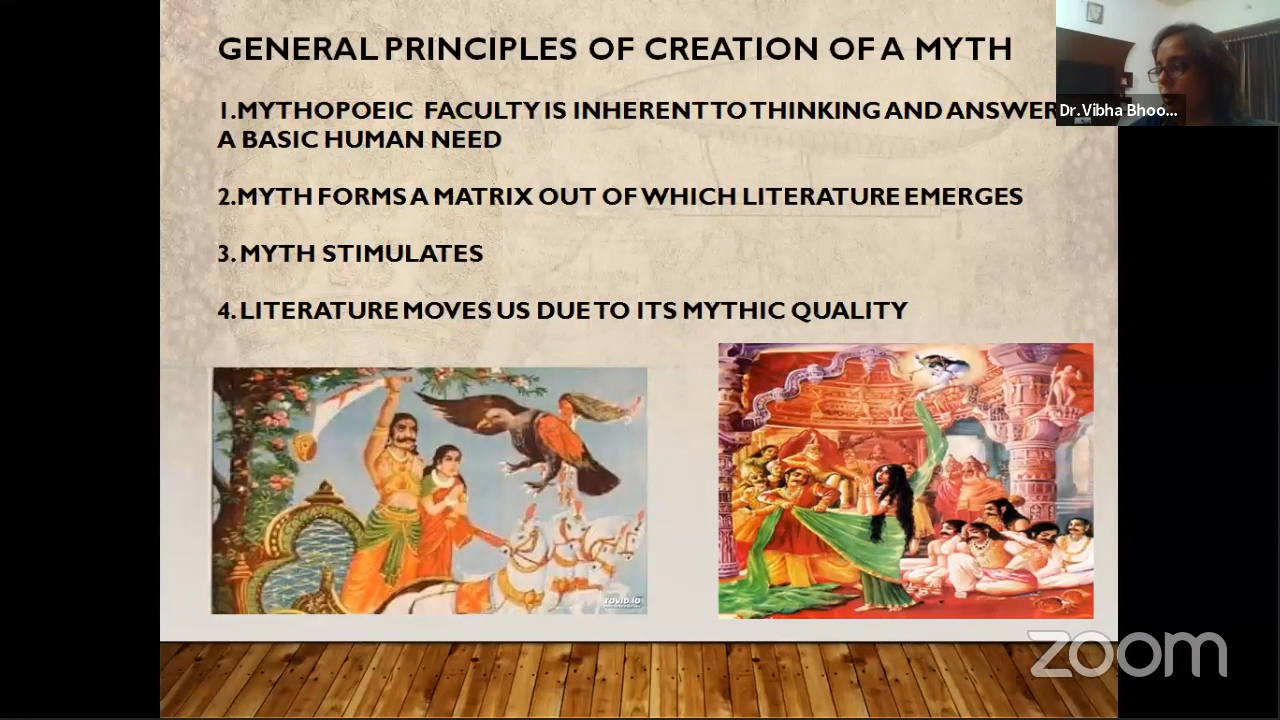 GENERAL PRINCIPLES OF CREATION OF A MYTH
1.MYTHOPOEIC FACULTY IS INHERENT TO THINKING AND ANSWER
A BASIC HUMAN NEED
2.MYTH FORMS A MATRIX OUT OF WHICH LITERATURE EMERGES
3. MYTH STIMULATES
4. LITERATURE MOVES US DUE TO ITS MYTHIC QUALITY
Dr.Vibha Bhoo...
zoom